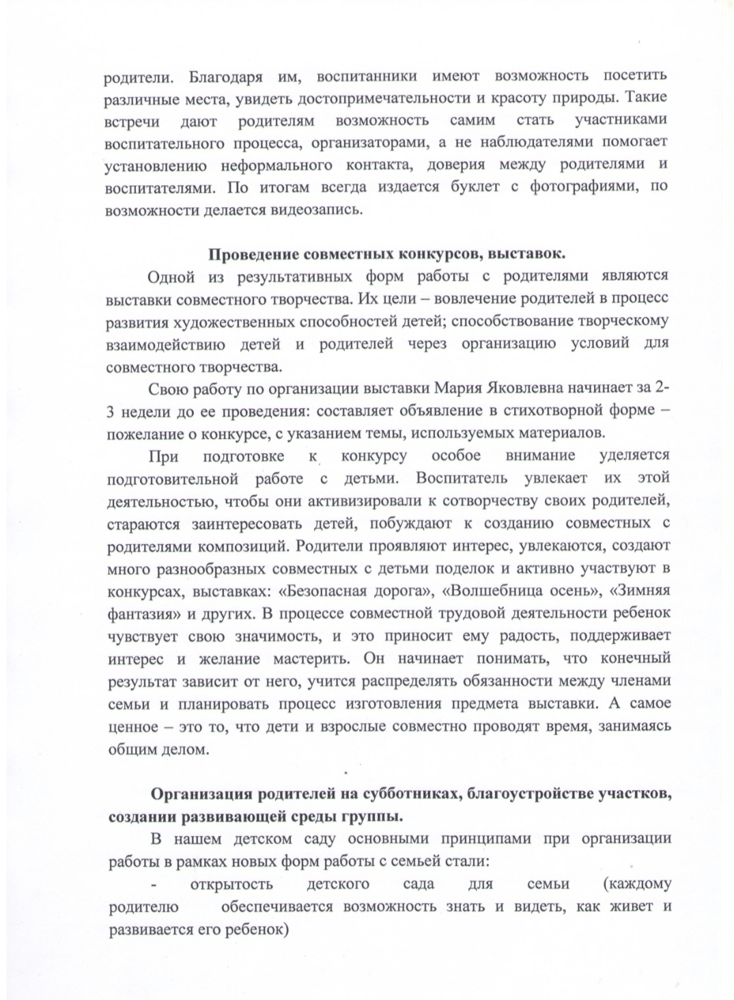 родители. Благодаря им, воспитанники имеют возможность посетить
различные места, увидеть достопримечательности и красоту природы. Такие
встречи дают родителям возможность самим стать участниками
воспитательного процесса, организаторами, а не наблюдателями помогает
установлению неформального контакта, доверия между родителями и
воспитателями. По итогам всегда издается буклет с фотографиями, по
возможности делается видеозапись.
Проведение совместных конкурсов, выставок.
Одной из результативных форм работы с родителями являются
выставки совместного творчества. Их цели – вовлечение родителей в процесс
развития художественных способностей детей; способствование творческому
взаимодействию детей и родителей через организацию условий для
совместного творчества.
Свою работу по организации выставки Мария Яковлевна начинает за 2-
3 недели до ее проведения: составляет объявление в стихотворной форме –
пожелание о конкурсе, с указанием темы, используемых материалов.
При подготовке к конкурсу особое внимание уделяется
подготовительной работе с детьми. Воспитатель увлекает их этой
деятельностью, чтобы они активизировали к сотворчеству своих родителей,
стараются заинтересовать детей, побуждают к созданию совместных с
родителями композиций. Родители проявляют интерес, увлекаются, создают
много разнообразных совместных с детьми поделок и активно участвуют в
конкурсах, выставках: «Безопасная дорога», «Волшебница осень», «Зимняя
фантазия» и других. В процессе совместной трудовой деятельности ребенок
чувствует свою значимость, и это приносит ему радость, поддерживает
интерес и желание мастерить. Он начинает понимать, что конечный
результат зависит от него, учится распределять обязанности между членами
семьи и планировать процесс изготовления предмета выставки. А самое
ценное – это то, что дети и взрослые совместно проводят время, занимаясь
общим делом.
Организация родителей на субботниках, благоустройстве участков,
создании развивающей среды группы.
В нашем детском саду основными принципами при организации
работы в рамках новых форм работы с семьей стали:
- открытость детского сада для семьи (каждому
родителю обеспечивается возможность знать и видеть, как живет и
развивается его ребенок)